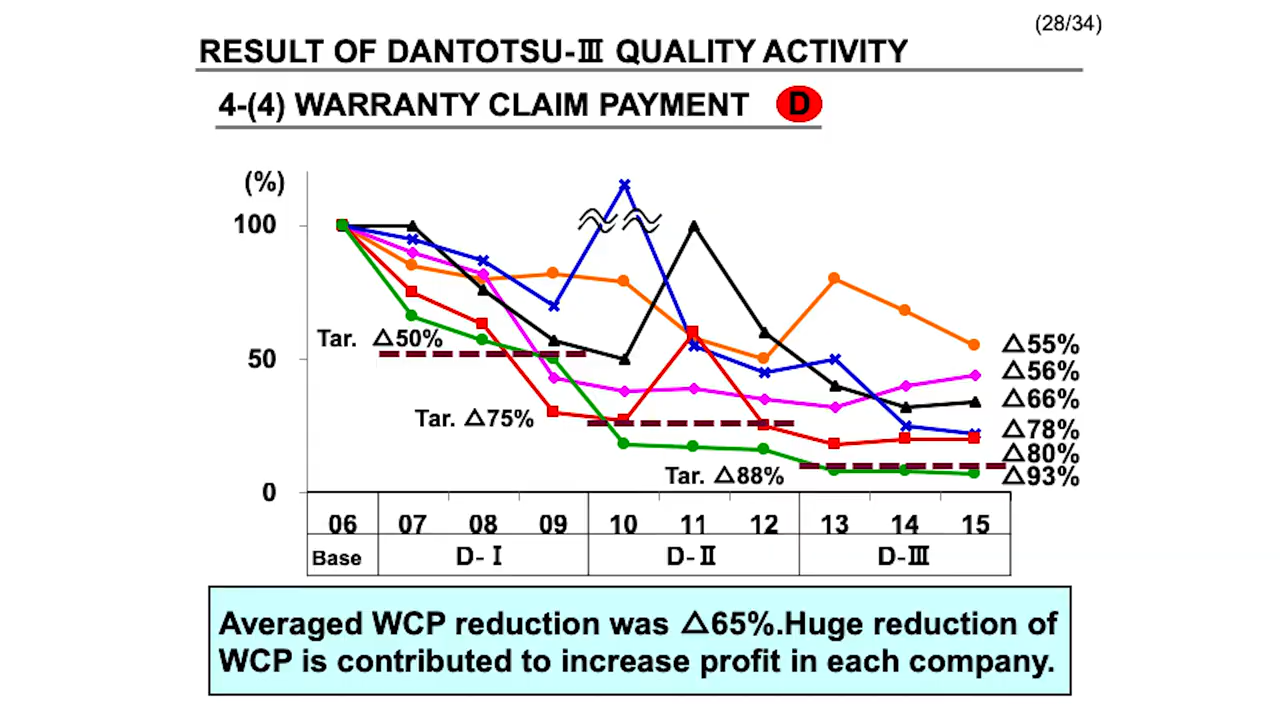 (28/34)
RESULT OF DANTOTSU-Ⅲ QUALITY ACTIVITY
4-(4) WARRANTY CLAIM PAYMENT D
(%)
100
50
0
Tar. △50%
Tar. △75%
Tar. △88%
△55%
△56%
△66%
△78%
△80%
△93%
06 07 08 09 10 11 12 13 14 15
Base D-Ⅰ D-Ⅱ D-Ⅲ
Averaged WCP reduction was △65%.Huge reduction of
WCP is contributed to increase profit in each company.